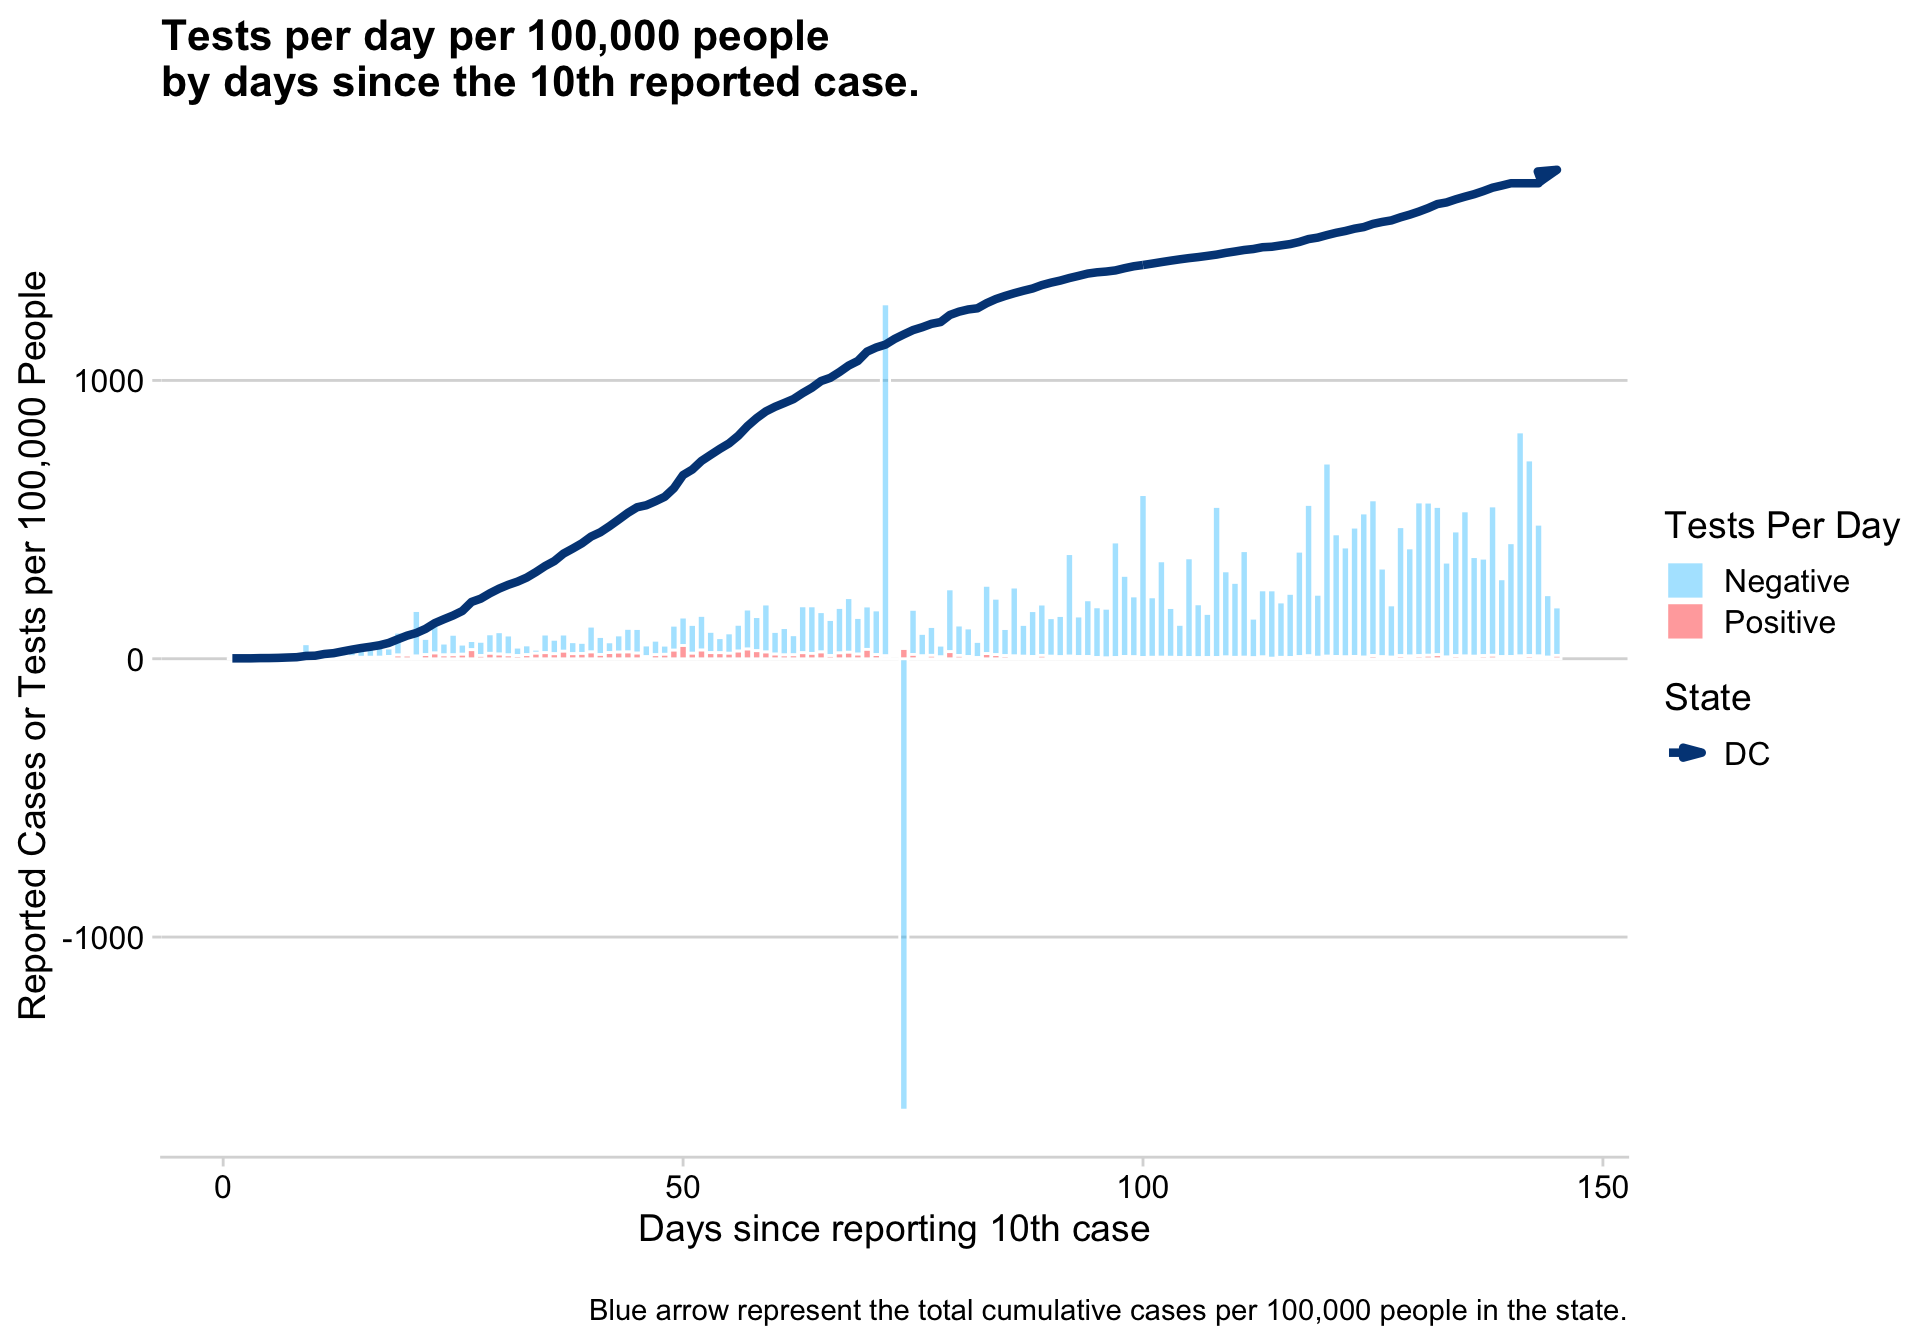 Tests per day per 100,000 people
by days since the 10th reported case.
Reported Cases or Tests per 100,000 People
1000
0
-1000
0
50
100
150
Days since reporting 10th case
Tests Per Day
Negative
Positive
State
DC
Blue arrow represent the total cumulative cases per 100,000 people in the state.